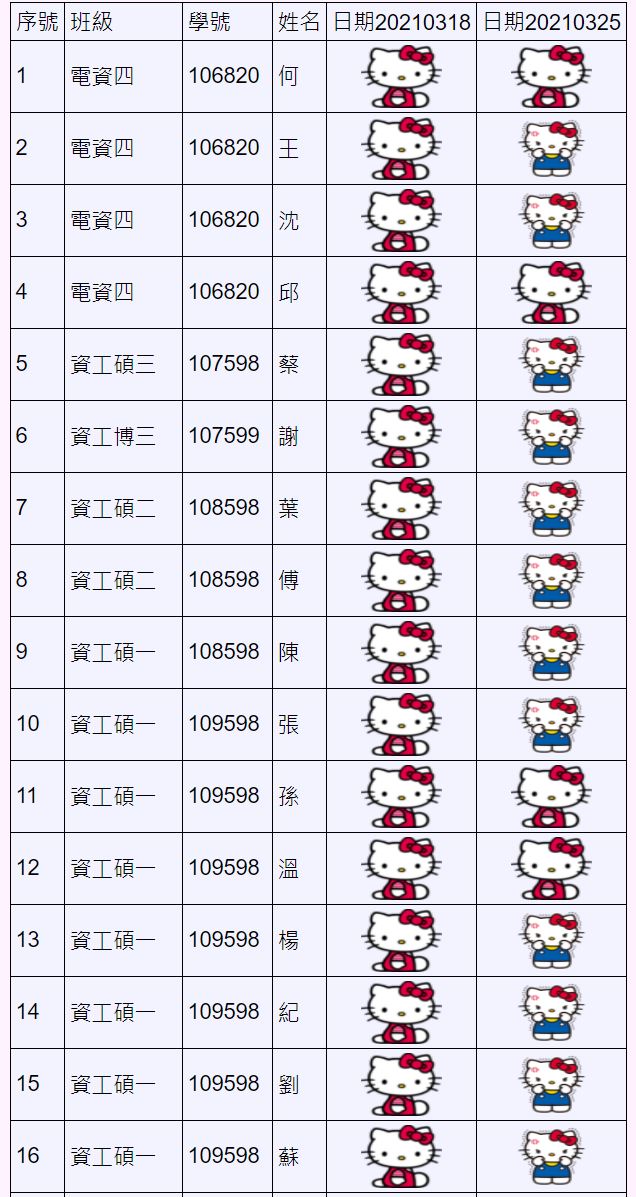 序號 班級 學號 姓名 日期20210318 日期20210325
1 電資四 106820 何
2 電資四 106820 王
3 電資四 106820 沈
4 電資四 106820 邱
5 資工碩三 107598 蔡
6 資工博三 107599 謝
7 資工碩二 108598 葉
8 資工碩二 108598 傅
9 資工碩一 108598 陳
10 資工碩一 109598 張
11 資工碩一 109598 孫
12 資工碩一 109598 溫
13 資工碩一 109598 楊
14 資工碩一 109598 紀
15 資工碩一 109598 劉
16 資工碩一 109598 蘇